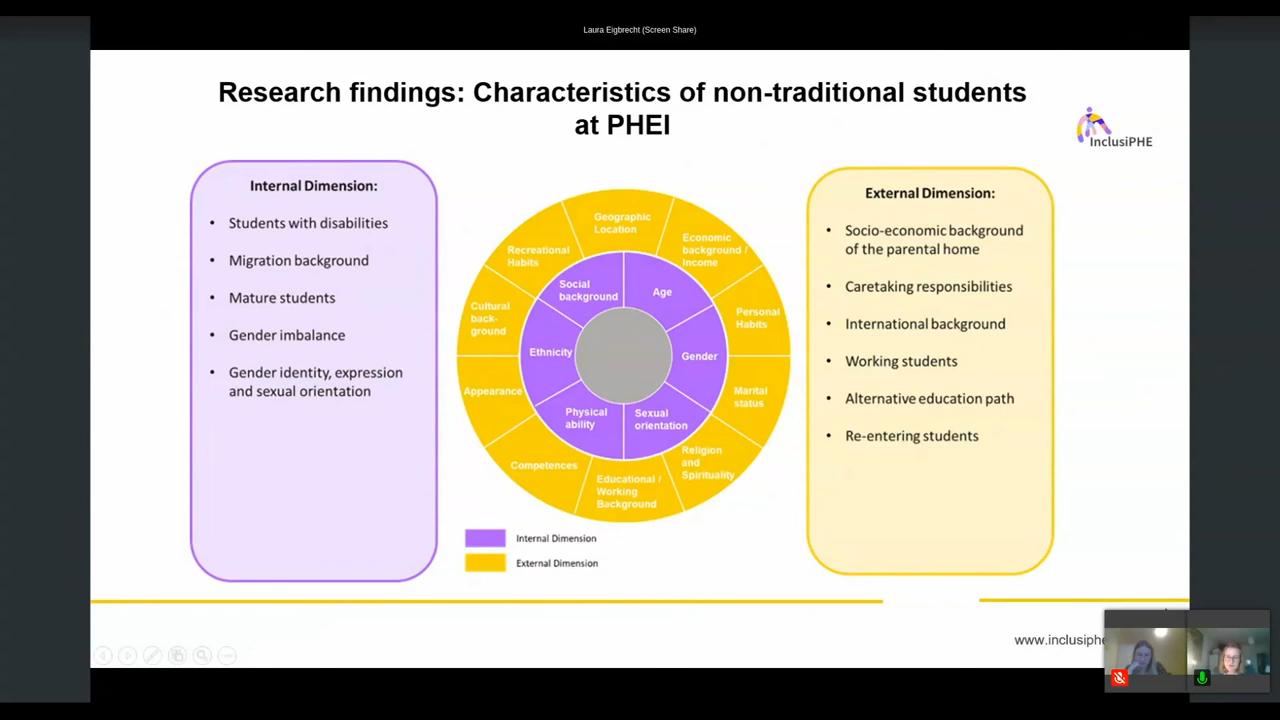 Laura Eigbrecht (Screen Share)
Research findings: Characteristics of non-traditional students
at PHEI
InclusiPHE
Internal Dimension:
• Students with disabilities
• Migration background
• Mature students
• Gender imbalance
• Gender identity, expression
and sexual orientation
Geographic
Location
Economic
background /
Income
Personal
Habits
Marital
status
Religion
and
Spirituality
Educational /
Working
Background
Competences
Appearance
Cultural
back-
ground
Recreational
Habits
Social
background
Age
Gender
Sexual
orientation
Physical
ability
Ethnicity
Internal Dimension
External Dimension
External Dimension:
• Socio-economic background
of the parental home
• Caretaking responsibilities
• International background
• Working students
• Alternative education path
• Re-entering students
www.inclusiphe